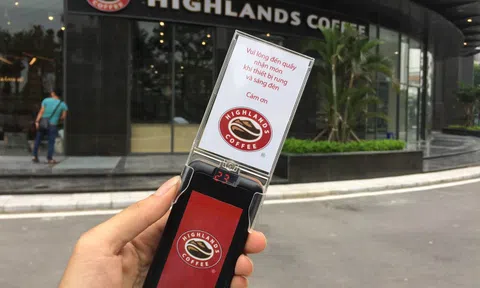 HIGHLANDS COFFEE
COFFEE
Vui lòng đến quầy
nhận món
khi thiết bị rung
và sáng đèn
Cảm ơn
HIGHLANDS
COFFEE
23
HIGHLANDS
COFFEE